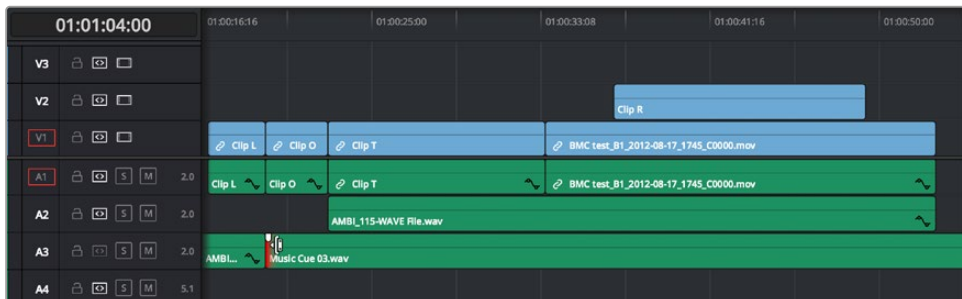 01:01:04:00 01:00:16:16 01:00:25:00 01:00:33:08 01:00:41:16 01:00:50:00
V3
V2 Clip R
V1 Clip L Clip O Clip T BMC test_B1_2012-08-17_1745_C0000.mov
A1 S M 2.0 Clip L Clip O Clip T BMC test_B1_2012-08-17_1745_C0000.mov
A2 S M 2.0 AMBI_115-WAVE File.wav
A3 S M 2.0 AMBI... Music Cue 03.wav
A4 S M 5.1